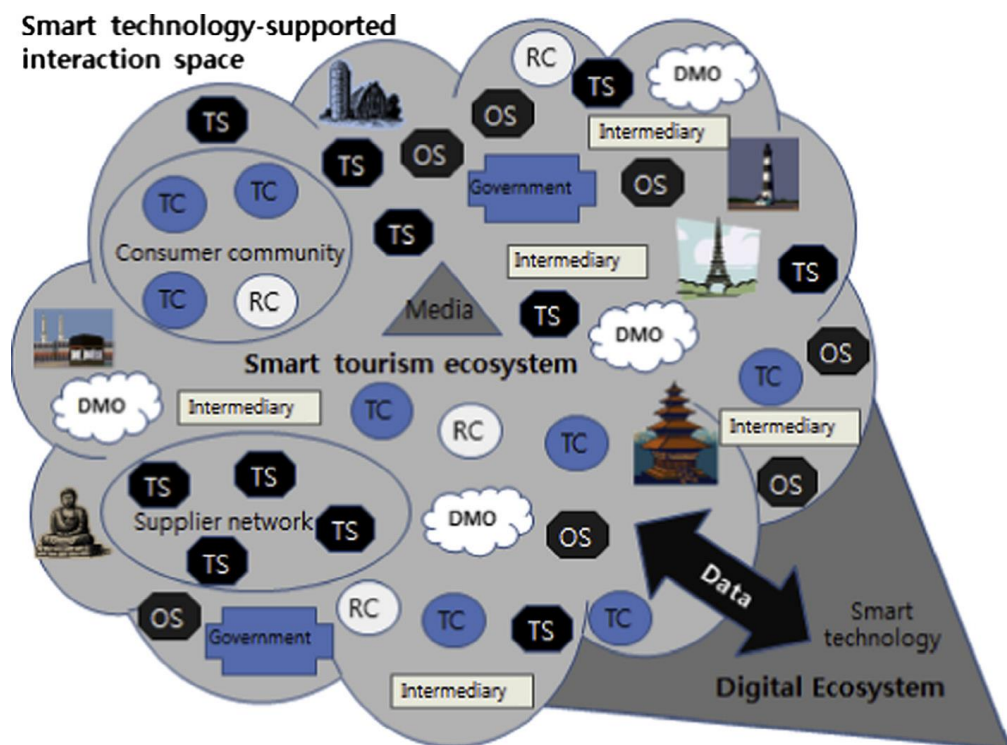 Smart technology-supported
interaction space
RC
TS
DMO
TS
OS
Intermediary
TS
OS
Government
OS
TC
TC
TS
Consumer community
Intermediary
TS
TC
RC
Media
TS
DMO
OS
Smart tourism ecosystem
TC
DMO
Intermediary
TC
RC
TC
Intermediary
TS
TS
OS
Supplier network
TS
DMO
OS
TS
Data
OS
RC
TC
TS
TC
Smart
technology
Government
Digital Ecosystem
Intermediary